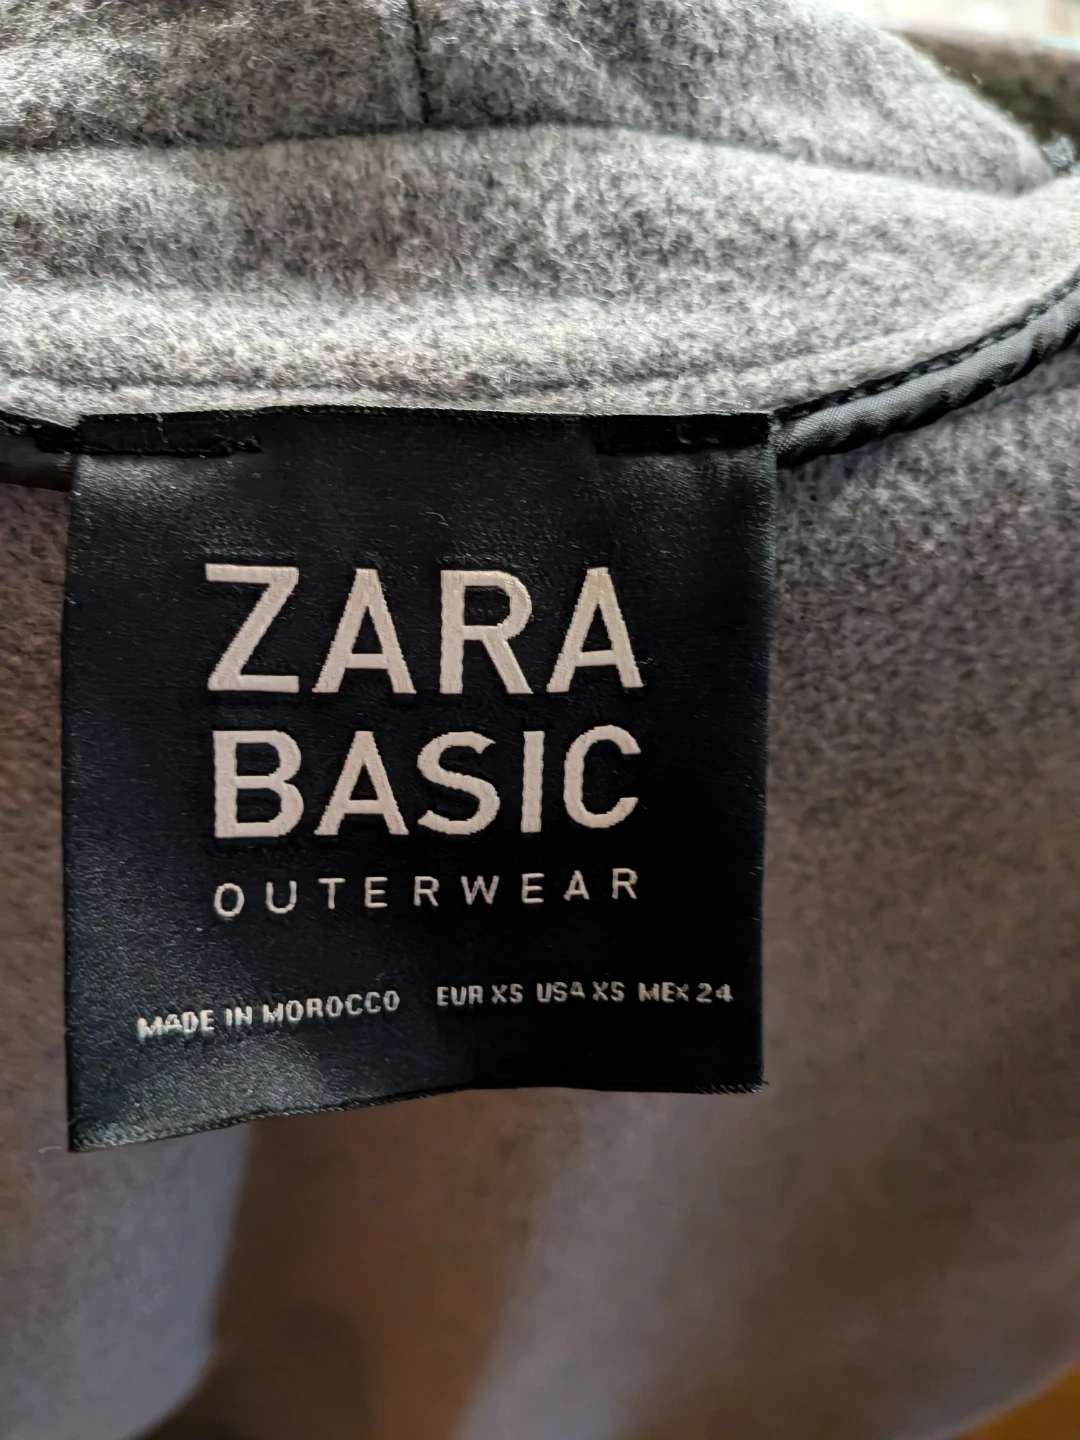 ZARA
BASIC
OUTERWEAR
MADE IN MOROCCO EUR XS USA XS MEX 24